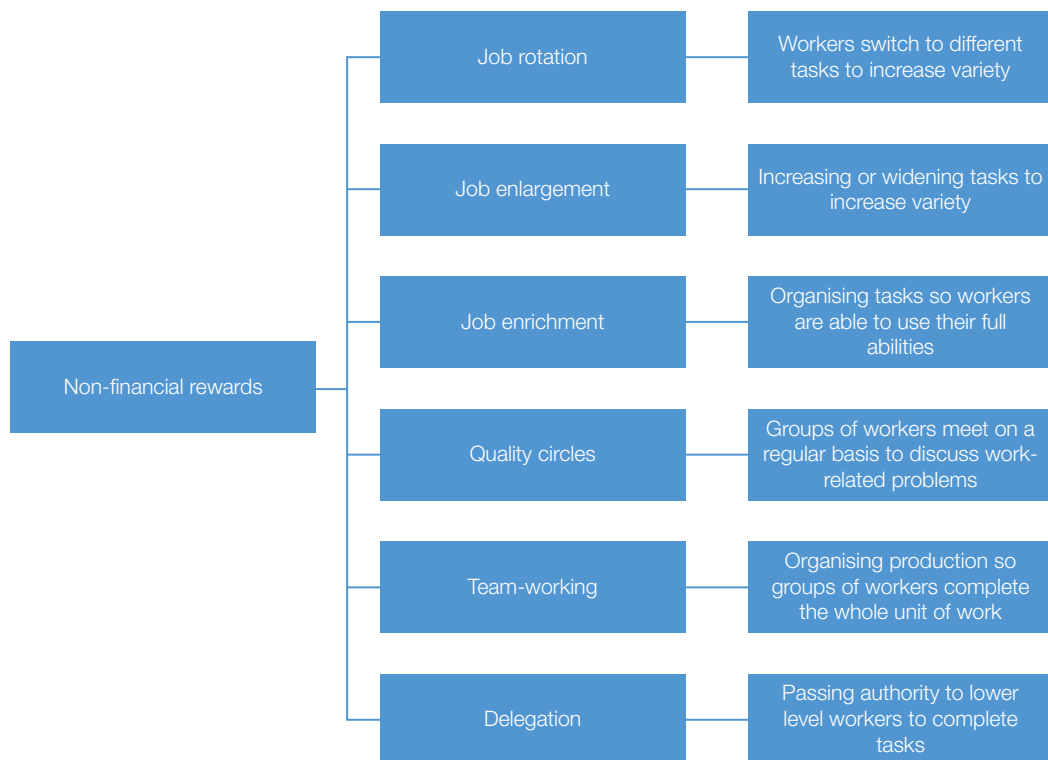 Job rotation
Workers switch to different
tasks to increase variety
Job enlargement
Increasing or widening tasks to
increase variety
Job enrichment
Organising tasks so workers
are able to use their full
abilities
Non-financial rewards
Quality circles
Groups of workers meet on a
regular basis to discuss work-
related problems
Team-working
Organising production so
groups of workers complete
the whole unit of work
Delegation
Passing authority to lower
level workers to complete
tasks